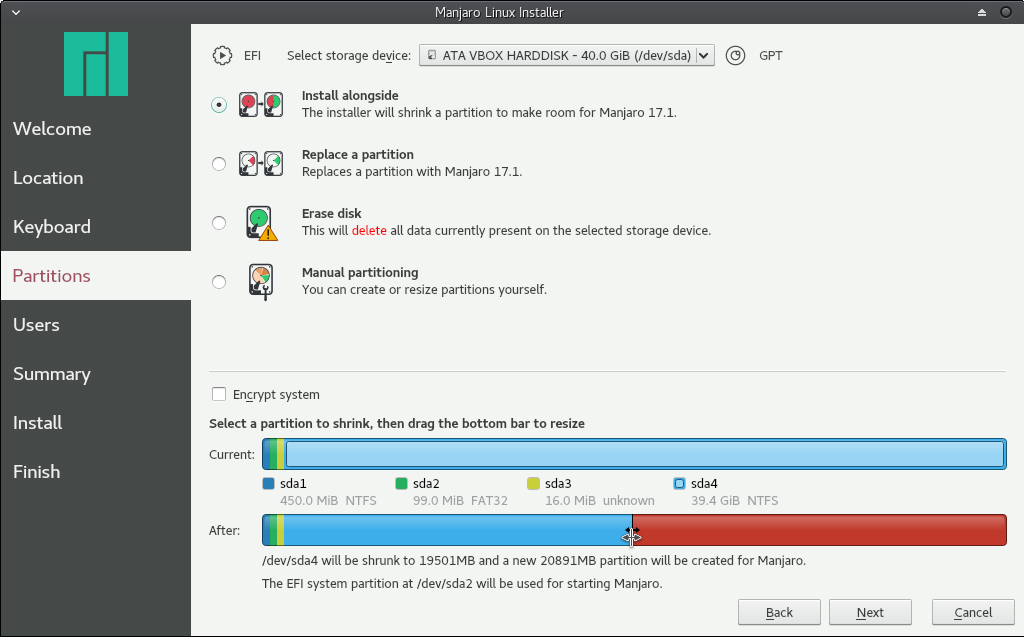 Manjaro Linux Installer
Welcome
Location
Keyboard
Partitions
Users
Summary
Install
Finish
EFI Select storage device: ATA VBOX HARDDISK - 40.0 GiB (/dev/sda) GPT
Install alongside
The installer will shrink a partition to make room for Manjaro 17.1.
Replace a partition
Replaces a partition with Manjaro 17.1.
Erase disk
This will delete all data currently present on the selected storage device.
Manual partitioning
You can create or resize partitions yourself.
Encrypt system
Select a partition to shrink, then drag the bottom bar to resize
Current:
sda1 sda2 sda3 sda4
450.0 MiB NTFS 99.0 MiB FAT32 16.0 MiB unknown 39.4 GiB NTFS
After:
/dev/sda4 will be shrunk to 19501MB and a new 20891MB partition will be created for Manjaro.
The EFI system partition at /dev/sda2 will be used for starting Manjaro.
Back Next Cancel